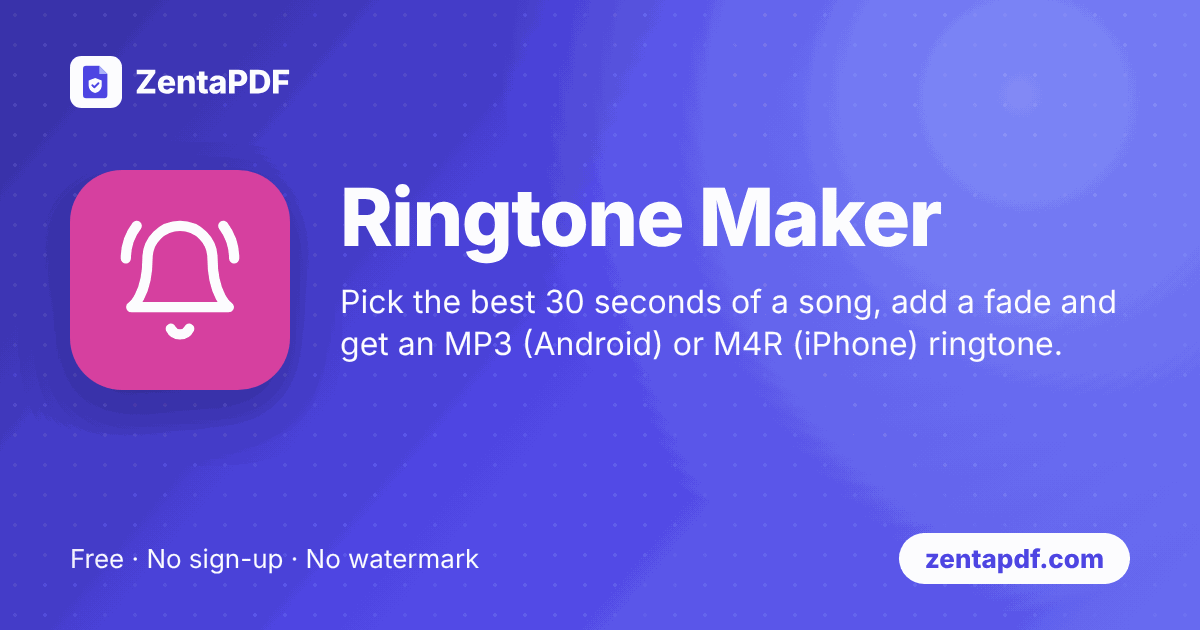 ZentaPDF
Ringtone Maker
Pick the best 30 seconds of a song, add a fade and
get an MP3 (Android) or M4R (iPhone) ringtone.
Free · No sign-up · No watermark
zentapdf.com